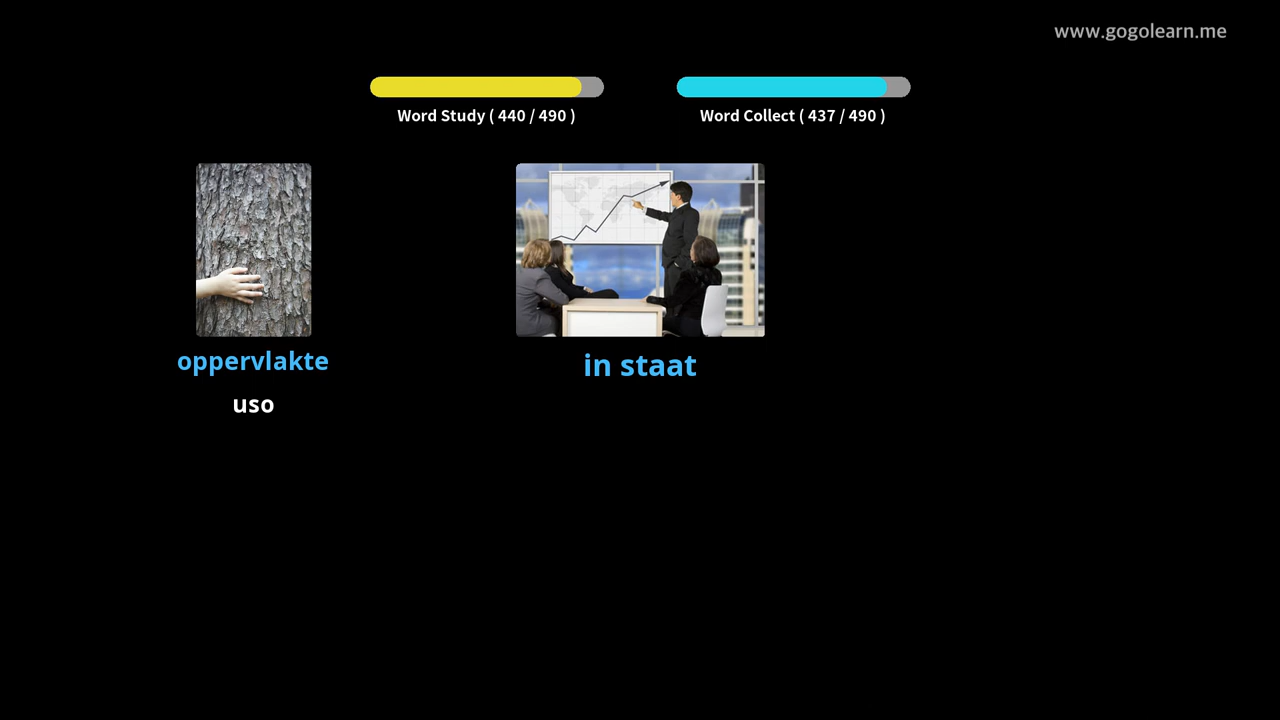 www.gogolearn.me
Word Study ( 440 / 490 )
Word Collect ( 437 / 490 )
oppervlakte
in staat
uso